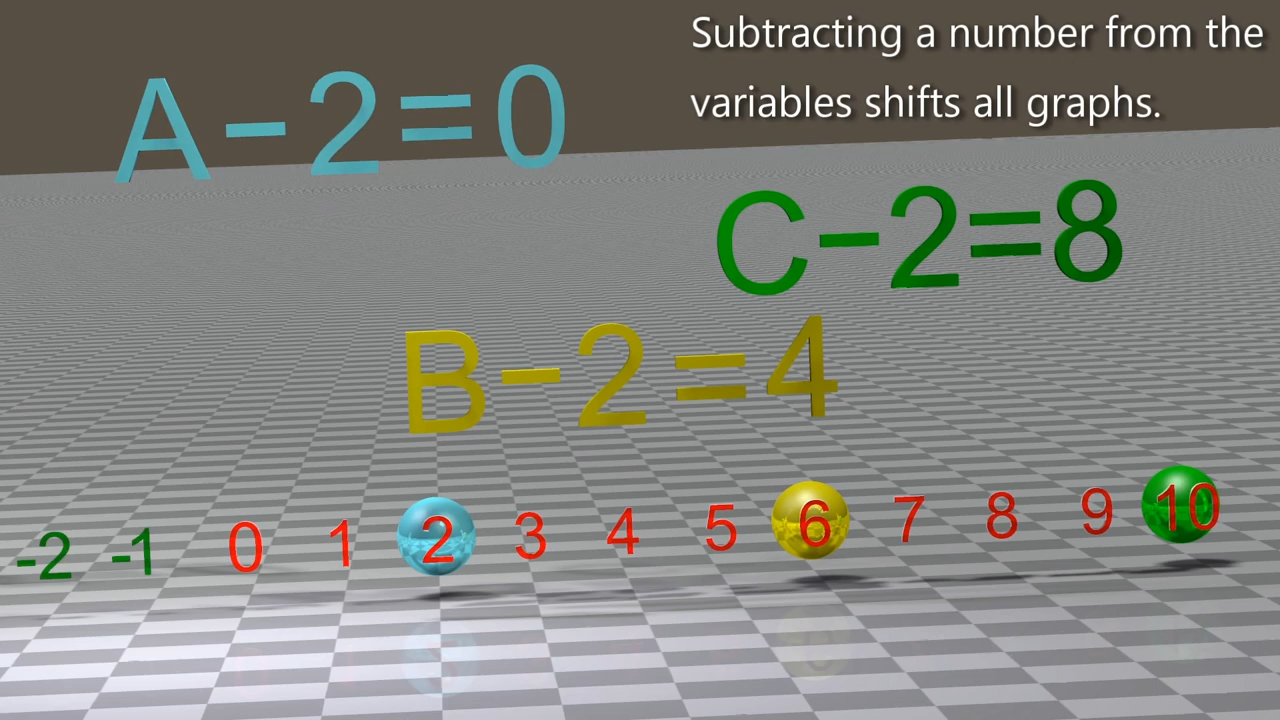 Subtracting a number from the
variables shifts all graphs.
A-2=0
C-2=8
B-2=4
-2 -1 0 1 2 3 4 5 6 7 8 9 10